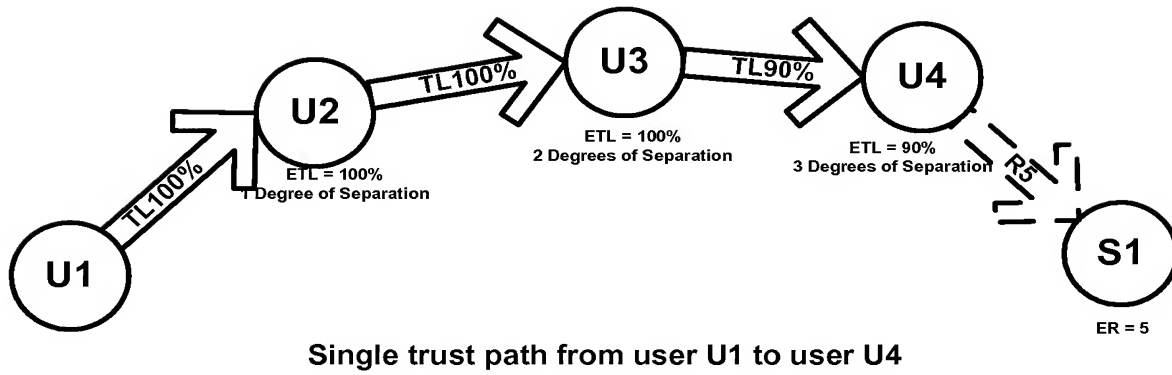 U1
TL100%
U2
ETL = 100%
1 Degree of Separation
TL100%
U3
ETL = 100%
2 Degrees of Separation
TL90%
U4
ETL = 90%
3 Degrees of Separation
R5
S1
ER = 5
Single trust path from user U1 to user U4